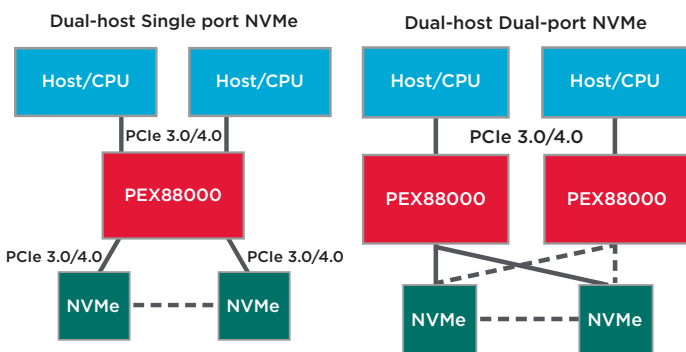 Dual-host Single port NVMe
Host/CPU
Host/CPU
PCIe 3.0/4.0
PEX88000
PCIe 3.0/4.0
PCIe 3.0/4.0
NVMe
NVMe
Dual-host Dual-port NVMe
Host/CPU
Host/CPU
PCIe 3.0/4.0
PEX88000
PEX88000
NVMe
NVMe